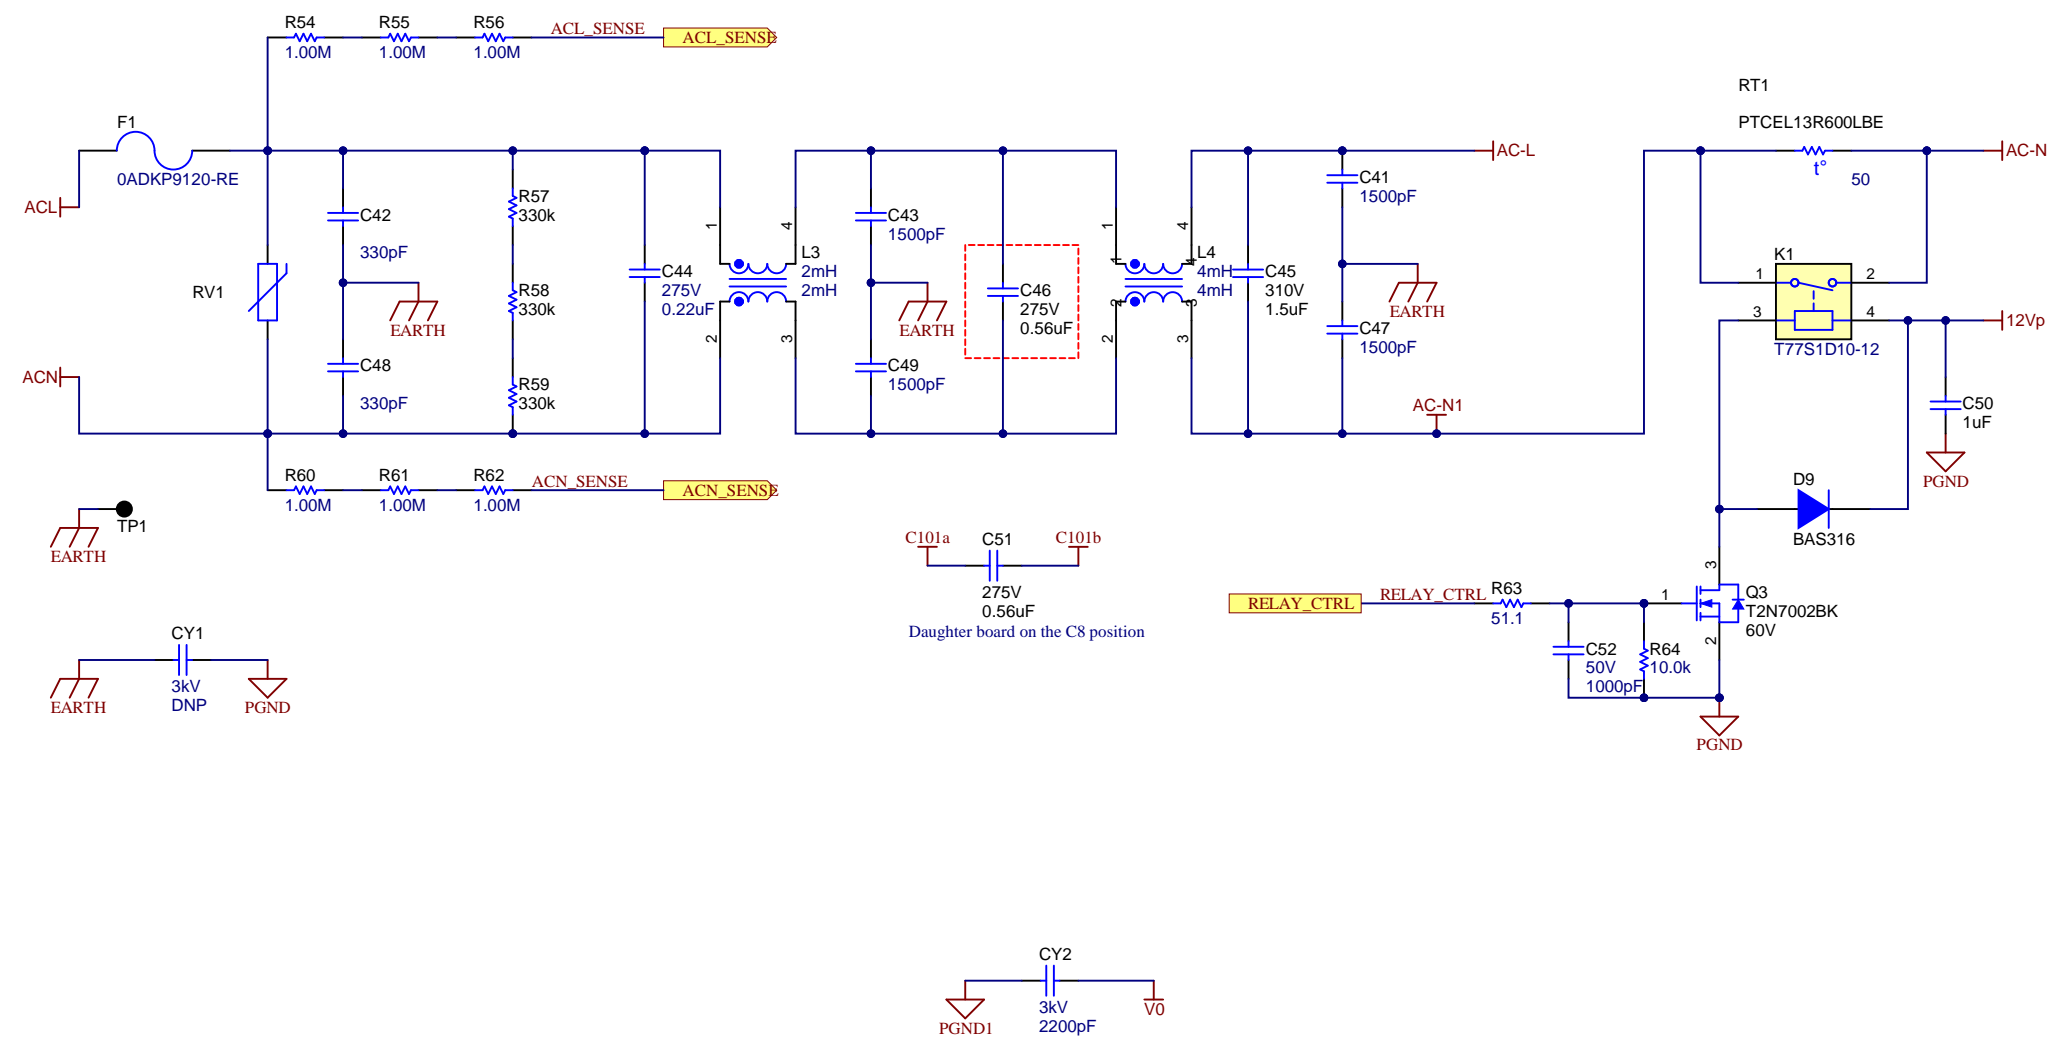 R54
1.00M
R55
1.00M
R56
1.00M
ACL_SENSE
ACL_SENSE
F1
0ADKP9120-RE
ACL
ACN
RV1
C42
330pF
EARTH
C48
330pF
R57
330k
R58
330k
R59
330k
C44
275V
0.22uF
1
4
2
3
L3
2mH
2mH
C43
1500pF
EARTH
C49
1500pF
C46
275V
0.56uF
1
4
2
3
1
4
2
3
L4
4mH
4mH
C45
310V
1.5uF
C41
1500pF
EARTH
C47
1500pF
AC-L
AC-N1
RT1
PTCEL13R600LBE
t°
50
AC-N
K1
1
2
3
4
T77S1D10-12
12Vp
C50
1uF
PGND
D9
BAS316
R60
1.00M
R61
1.00M
R62
1.00M
ACN_SENSE
ACN_SENSE
TP1
EARTH
C101a
C51
C101b
275V
0.56uF
Daughter board on the C8 position
RELAY_CTRL
RELAY_CTRL
R63
51.1
1
3
2
Q3
T2N7002BK
60V
C52
50V
1000pF
R64
10.0k
PGND
CY1
3kV
DNP
EARTH
PGND
CY2
3kV
2200pF
PGND1
V0